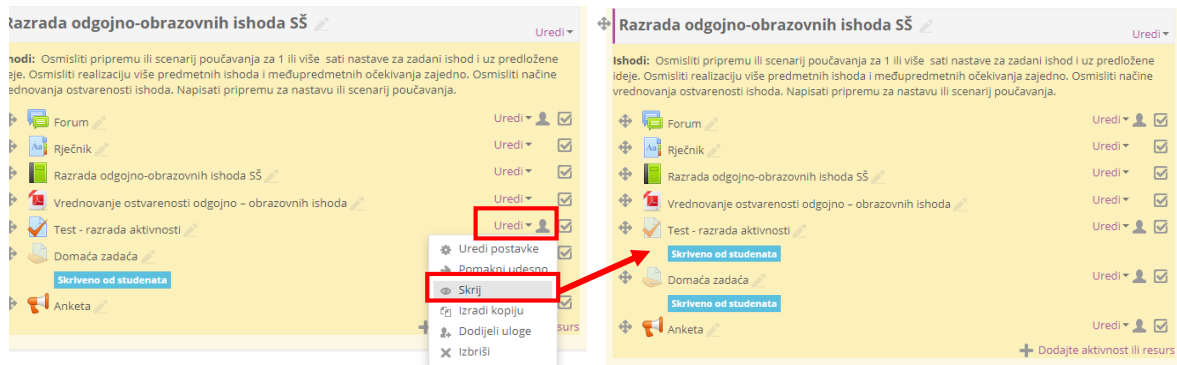 Razrada odgojno-obrazovnih ishoda SŠ
Uredi
Ishodi: Osmisliti pripremu ili scenarij poučavanja za 1 ili više sati nastave za zadani ishod i uz predložene
ideje. Osmisliti realizaciju više predmetnih ishoda i međupredmetnih očekivanja zajedno. Osmisliti načine
vrednovanja ostvarenosti ishoda. Napisati pripremu za nastavu ili scenarij poučavanja.
Forum Uredi
Rječnik Uredi
Razrada odgojno-obrazovnih ishoda SŠ Uredi
Vrednovanje ostvarenosti odgojno – obrazovnih ishoda Uredi
Test - razrada aktivnosti Uredi
Domaća zadaća
Skriveno od studenata
Anketa
Uredi postavke
Pomakni udesno
Skrij
Izradi kopiju
Dodijeli uloge
Izbriši
surs
Razrada odgojno-obrazovnih ishoda SŠ
Uredi
Ishodi: Osmisliti pripremu ili scenarij poučavanja za 1 ili više sati nastave za zadani ishod i uz predložene
ideje. Osmisliti realizaciju više predmetnih ishoda i međupredmetnih očekivanja zajedno. Osmisliti načine
vrednovanja ostvarenosti ishoda. Napisati pripremu za nastavu ili scenarij poučavanja.
Forum Uredi
Rječnik Uredi
Razrada odgojno-obrazovnih ishoda SŠ Uredi
Vrednovanje ostvarenosti odgojno – obrazovnih ishoda Uredi
Test - razrada aktivnosti Uredi
Skriveno od studenata
Domaća zadaća Uredi
Skriveno od studenata
Anketa Uredi
Dodajte aktivnost ili resurs